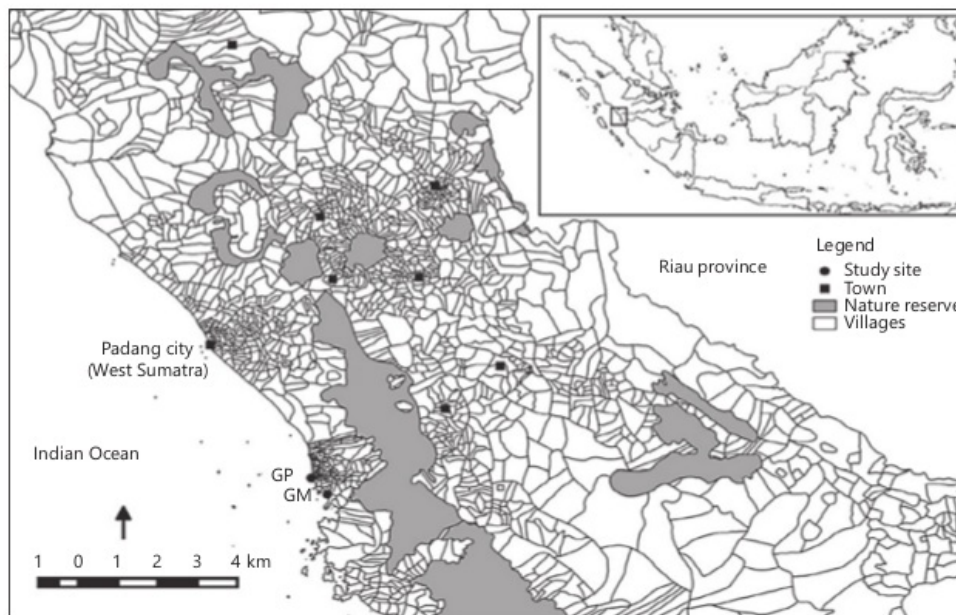 Riau province
Legend
Study site
Town
Nature reserve
Villages
Padang city
(West Sumatra)
Indian Ocean
GP
GM
1 0 1 2 3 4 km